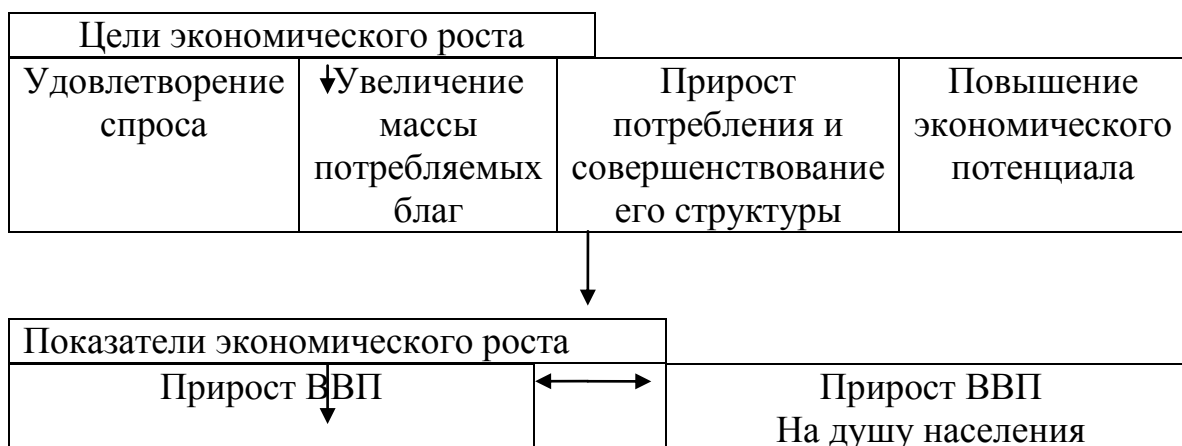 Цели экономического роста
Удовлетворение
спроса
Увеличение
массы
потребляемых
благ
Прирост
потребления и
совершенствование
его структуры
Повышение
экономического
потенциала
Показатели экономического роста
Прирост ВВП
Прирост ВВП
На душу населения